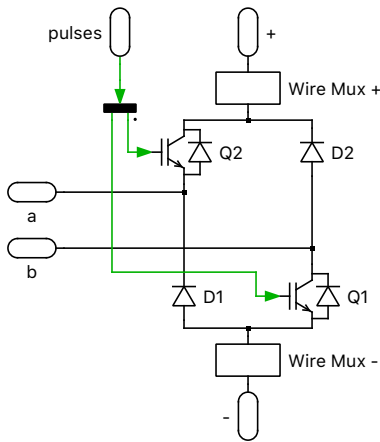 pulses
+
Wire Mux +
Q2
D2
a
b
D1
Q1
Wire Mux -
-